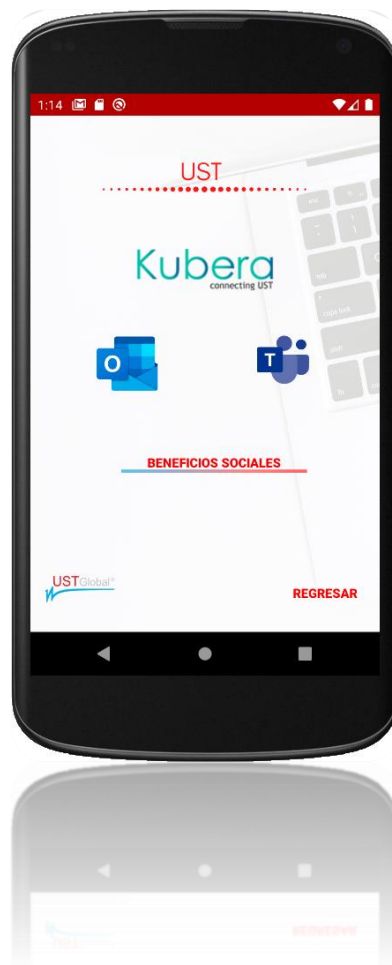 1:14
UST
Kubera
connecting UST
O
T
BENEFICIOS SOCIALES
USTGlobal®
REGRESAR